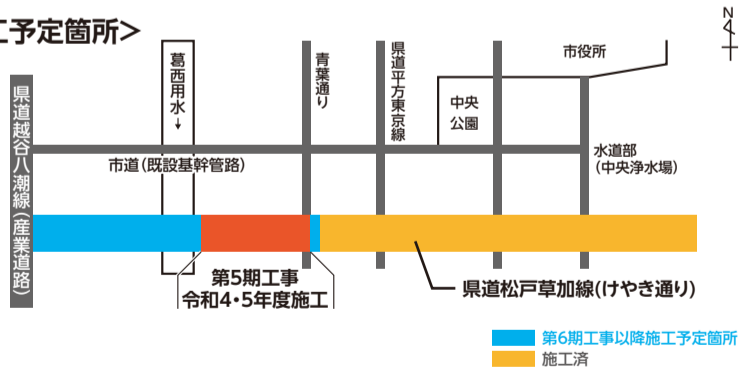 工予定箇所>
N
県道越谷八潮線(産業道路)
葛西用水→
青葉通り
県道平方東京線
市役所
中央
公園
市道(既設基幹管路)
水道部
(中央浄水場)
第5期工事
令和4・5年度施工
県道松戸草加線(けやき通り)
第6期工事以降施工予定箇所
施工済